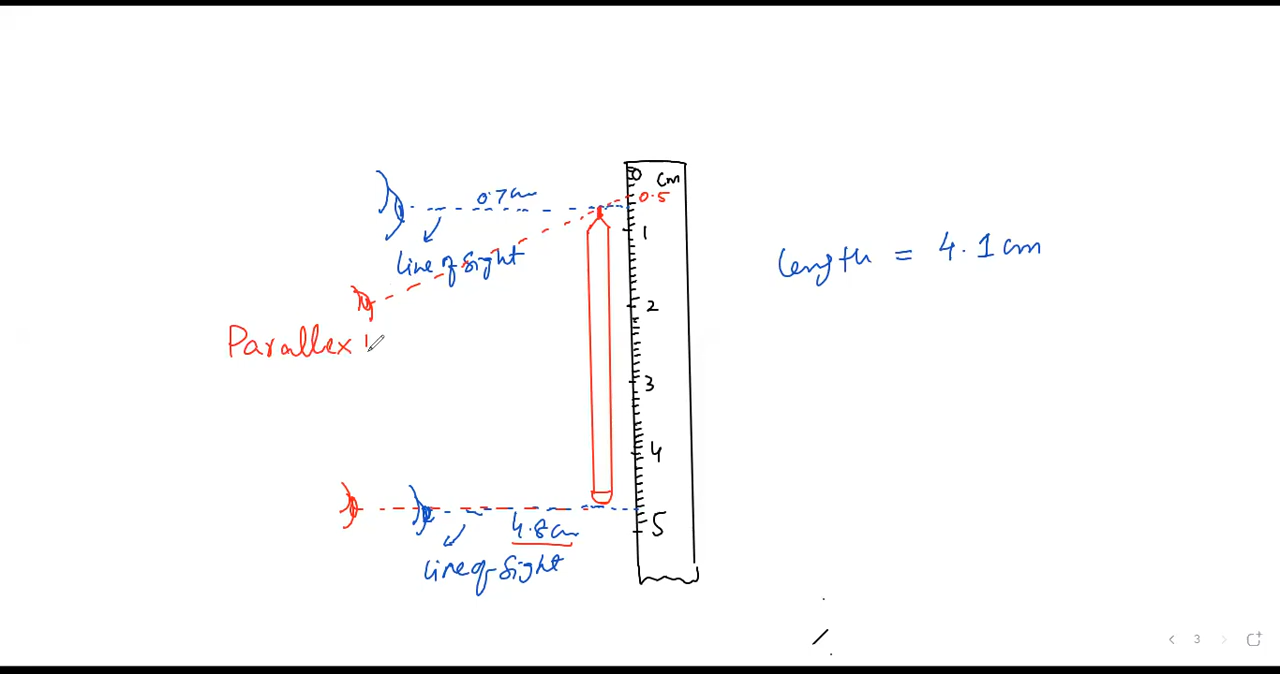 0 cm
0.7cm
0.5
1
line of sight
length = 4.1 cm
2
Parallex
3
4
4.8cm
5
line of sight
3